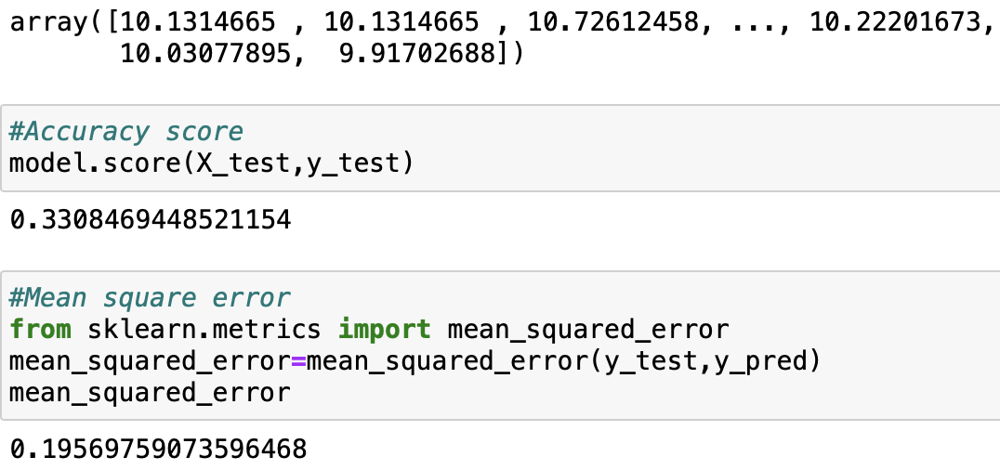 array([10.1314665 , 10.1314665 , 10.72612458, ..., 10.22201673,
10.03077895,  9.91702688])
#Accuracy score
model.score(X_test,y_test)
0.3308469448521154
#Mean square error
from sklearn.metrics import mean_squared_error
mean_squared_error=mean_squared_error(y_test,y_pred)
mean_squared_error
0.19569759073596468